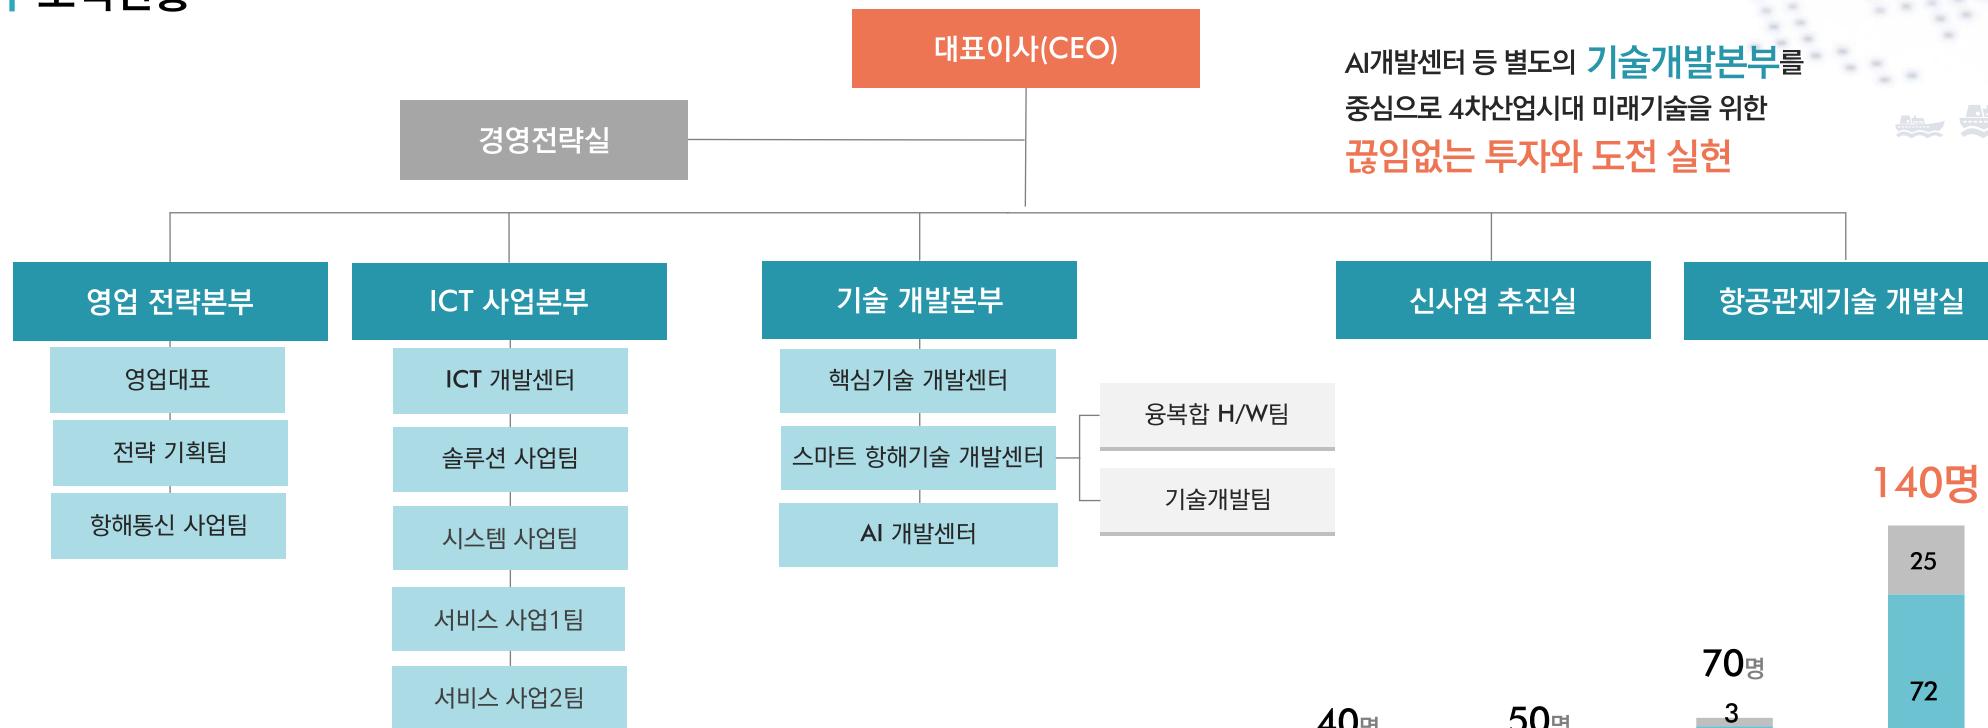 대표이사(CEO)
AI개발센터 등 별도의 기술개발본부를
중심으로 4차산업시대 미래기술을 위한
끊임없는 투자와 도전 실현
경영전략실
영업 전략본부
ICT 사업본부
기술 개발본부
신사업 추진실
항공관제기술 개발실
영업대표
전략 기획팀
항해통신 사업팀
ICT 개발센터
솔루션 사업팀
시스템 사업팀
서비스 사업1팀
서비스 사업2팀
핵심기술 개발센터
스마트 항해기술 개발센터
AI 개발센터
융복합 H/W팀
기술개발팀
40명
50명
70명
3
140명
25
72